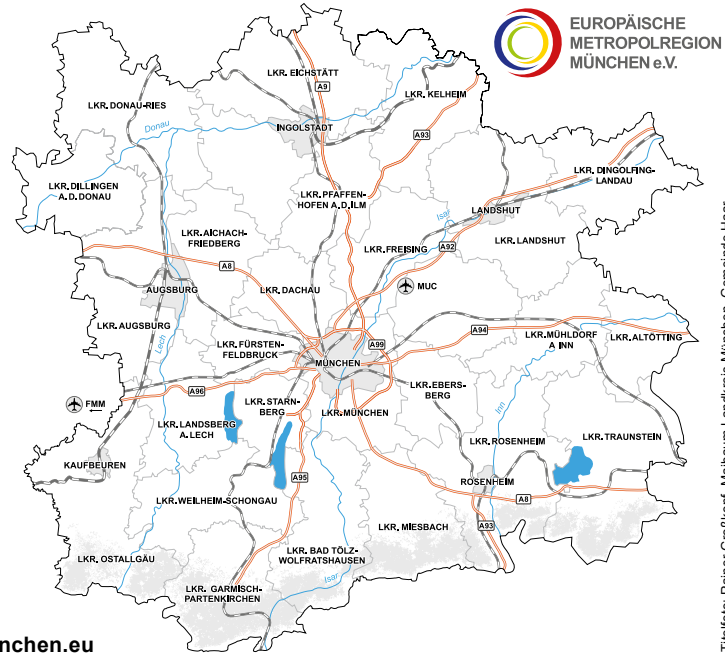 EUROPÄISCHE
METROPOLREGION
MÜNCHEN e.V.
LKR. EICHSTÄTT
A9
LKR. KELHEIM
LKR. DONAU-RIES
Donau
INGOLSTADT
A93
LKR. DILLINGEN
A.D. DONAU
LKR. DINGOLFING-
LANDAU
LKR. PFAFFEN-
HOFEN A.D. ILM
Isar
LANDSHUT
LKR. AICHACH-
FRIEDBERG
LKR. FREISING
A92
LKR. LANDSHUT
A8
AUGSBURG
LKR. DACHAU
MUC
LKR. AUGSBURG
Lech
LKR. FÜRSTEN-
FELDBRUCK
A99
A94
LKR. MÜHLDORF
A INN
LKR. ALTÖTTING
MÜNCHEN
FMM
A96
LKR. STARN-
BERG
LKR. MÜNCHEN
LKR. EBERS-
BERG
Inn
LKR. LANDSBERG
A. LECH
LKR. ROSENHEIM
LKR. TRAUNSTEIN
KAUFBEUREN
A95
ROSENHEIM
LKR. WEILHEIM-SCHONGAU
A8
LKR. MIESBACH
A93
LKR. OSTALLGÄU
LKR. BAD TÖLZ-
WOLFRATSHAUSEN
Isar
LKR. GARMISCH-
PARTENKIRCHEN
nchen.eu